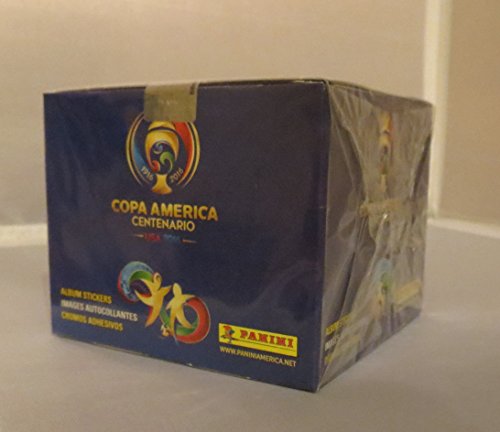 1916 2016
COPA AMERICA
CENTENARIO
USA 2016
ALBUM STICKERS
IMAGES AUTOCOLLANTES
CROMOS ADHESIVOS
PANINI
WWW.PANINIAMERICA.NET